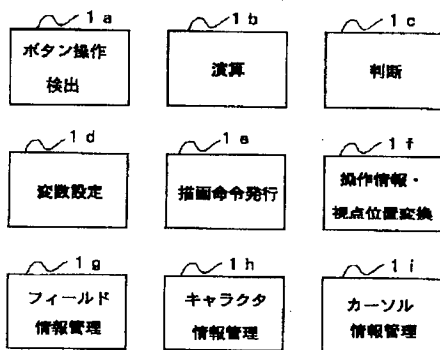 1a
ボタン操作
検出
1b
演算
1c
判断
1d
変数設定
1e
描画命令発行
1f
操作情報・
視点位置変換
1g
フィールド
情報管理
1h
キャラクタ
情報管理
1i
カーソル
情報管理